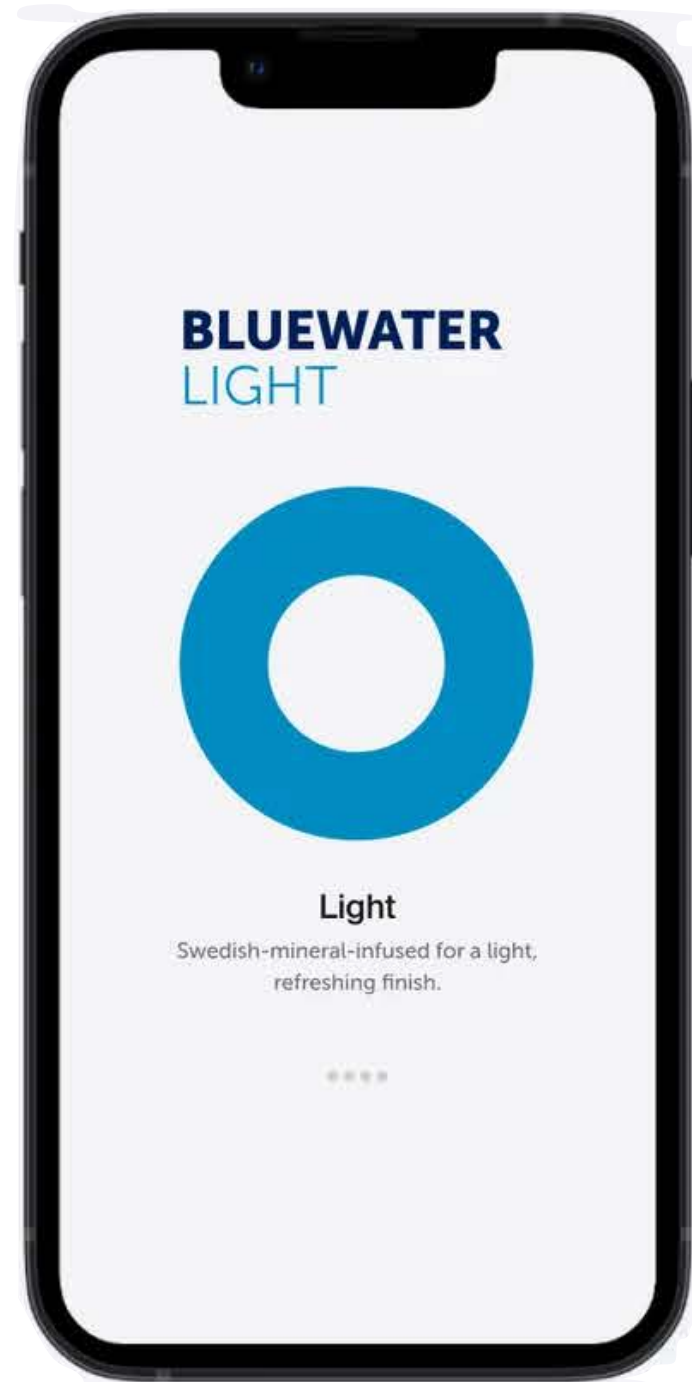 BLUEWATER
LIGHT
Light
Swedish-mineral-infused for a light,
refreshing finish.